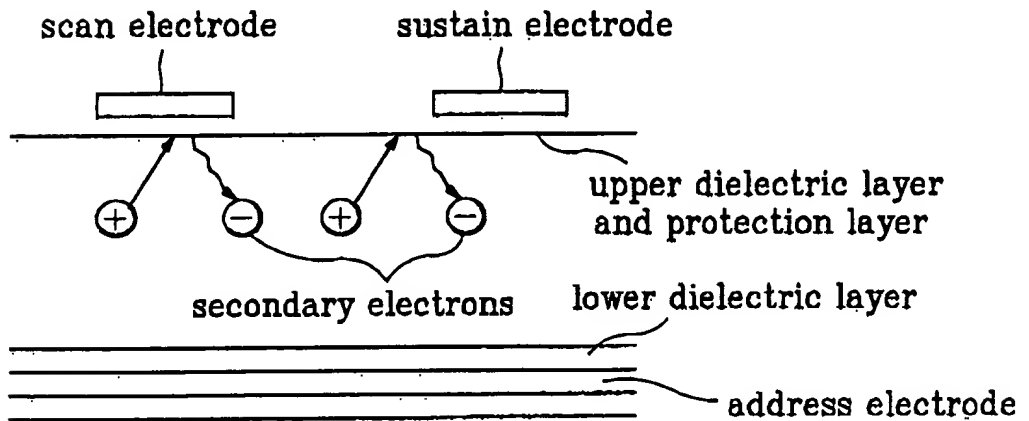 scan electrode
sustain electrode
+
−
+
−
upper dielectric layer
and protection layer
secondary electrons
lower dielectric layer
address electrode